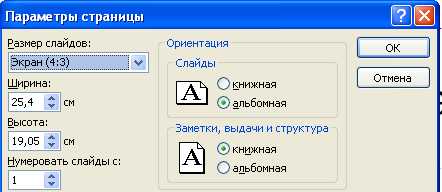 Параметры страницы
Размер слайдов:
Экран (4:3)
Ширина:
25,4 см
Высота:
19,05 см
Нумеровать слайды с:
1
Ориентация
Слайды
A
книжная
альбомная
Заметки, выдачи и структура
A
книжная
альбомная
ОК
Отмена